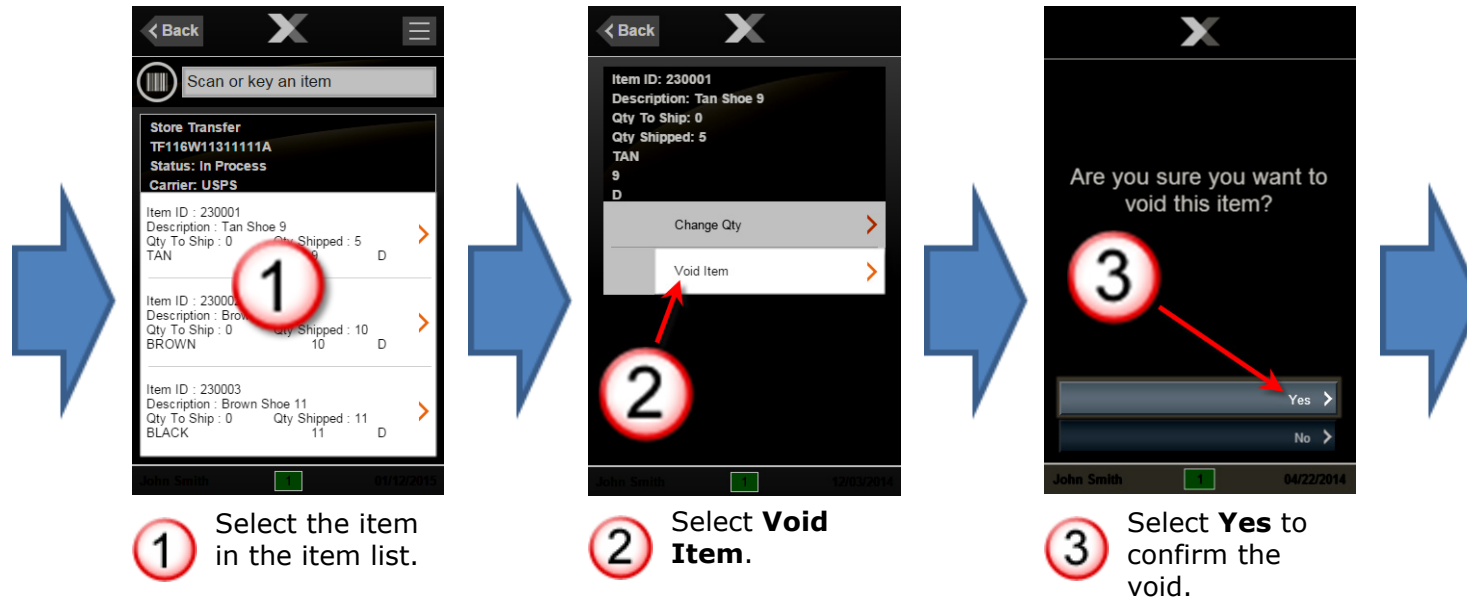 Back
Scan or key an item
Store Transfer
TF116W11311111A
Status: In Process
Carrier: USPS
Item ID : 230001
Description : Tan Shoe 9
Qty To Ship : 0 Qty Shipped : 5
TAN 9 D
1
Item ID : 230002
Description : Brow
Qty To Ship : 0 Qty Shipped : 10
BROWN 10 D
Item ID : 230003
Description : Brown Shoe 11
Qty To Ship : 0 Qty Shipped : 11
BLACK 11 D
John Smith 1 01/12/2015
1 Select the item
in the item list.
Back
Item ID: 230001
Description: Tan Shoe 9
Qty To Ship: 0
Qty Shipped: 5
TAN
9
D
Change Qty
Void Item
2
John Smith 1 12/03/2014
2 Select Void
Item.
Are you sure you want to
void this item?
3
Yes
No
John Smith 1 04/22/2014
3 Select Yes to
confirm the
void.